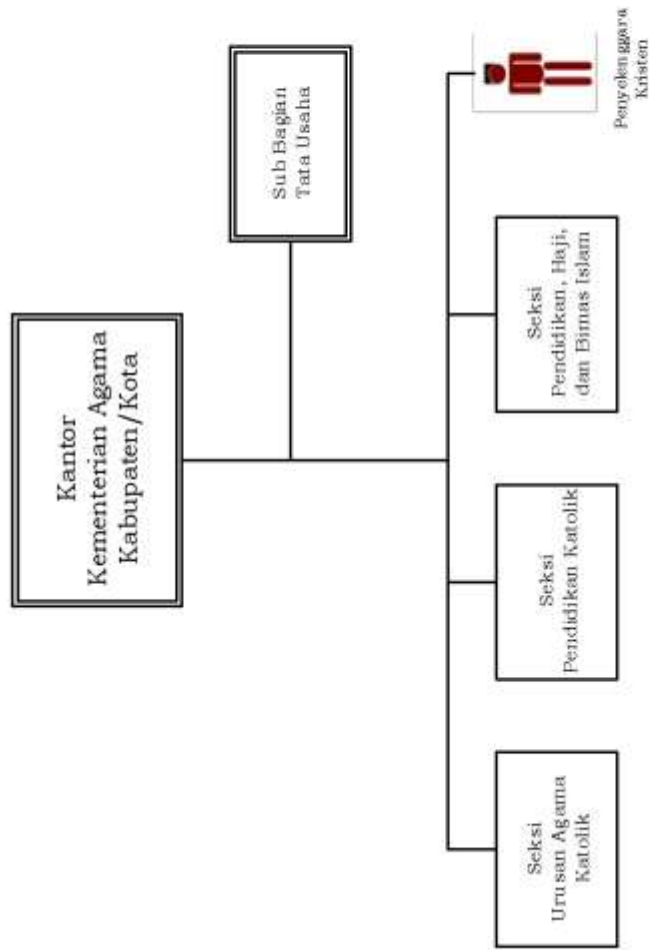 Kantor
Kementerian Agama
Kabupaten/Kota
Sub Bagian
Tata Usaha
Seksi
Urusan Agama
Katolik
Seksi
Pendidikan Katolik
Seksi
Pendidikan, Haji,
dan Bimas Islam
Penyelenggara
Kristen